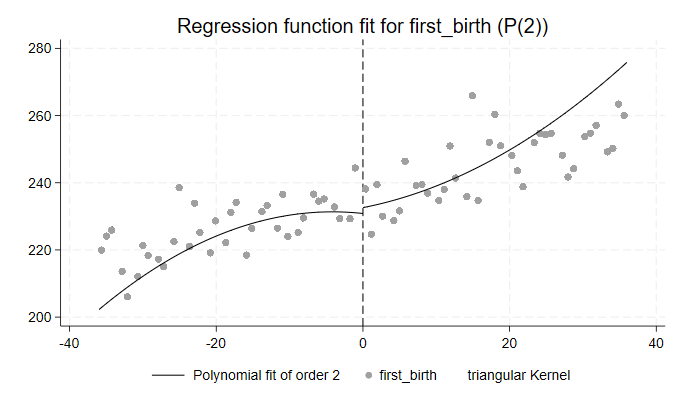 Regression function fit for first_birth (P(2))
280
260
240
220
200
-40 -20 0 20 40
Polynomial fit of order 2 first_birth triangular Kernel